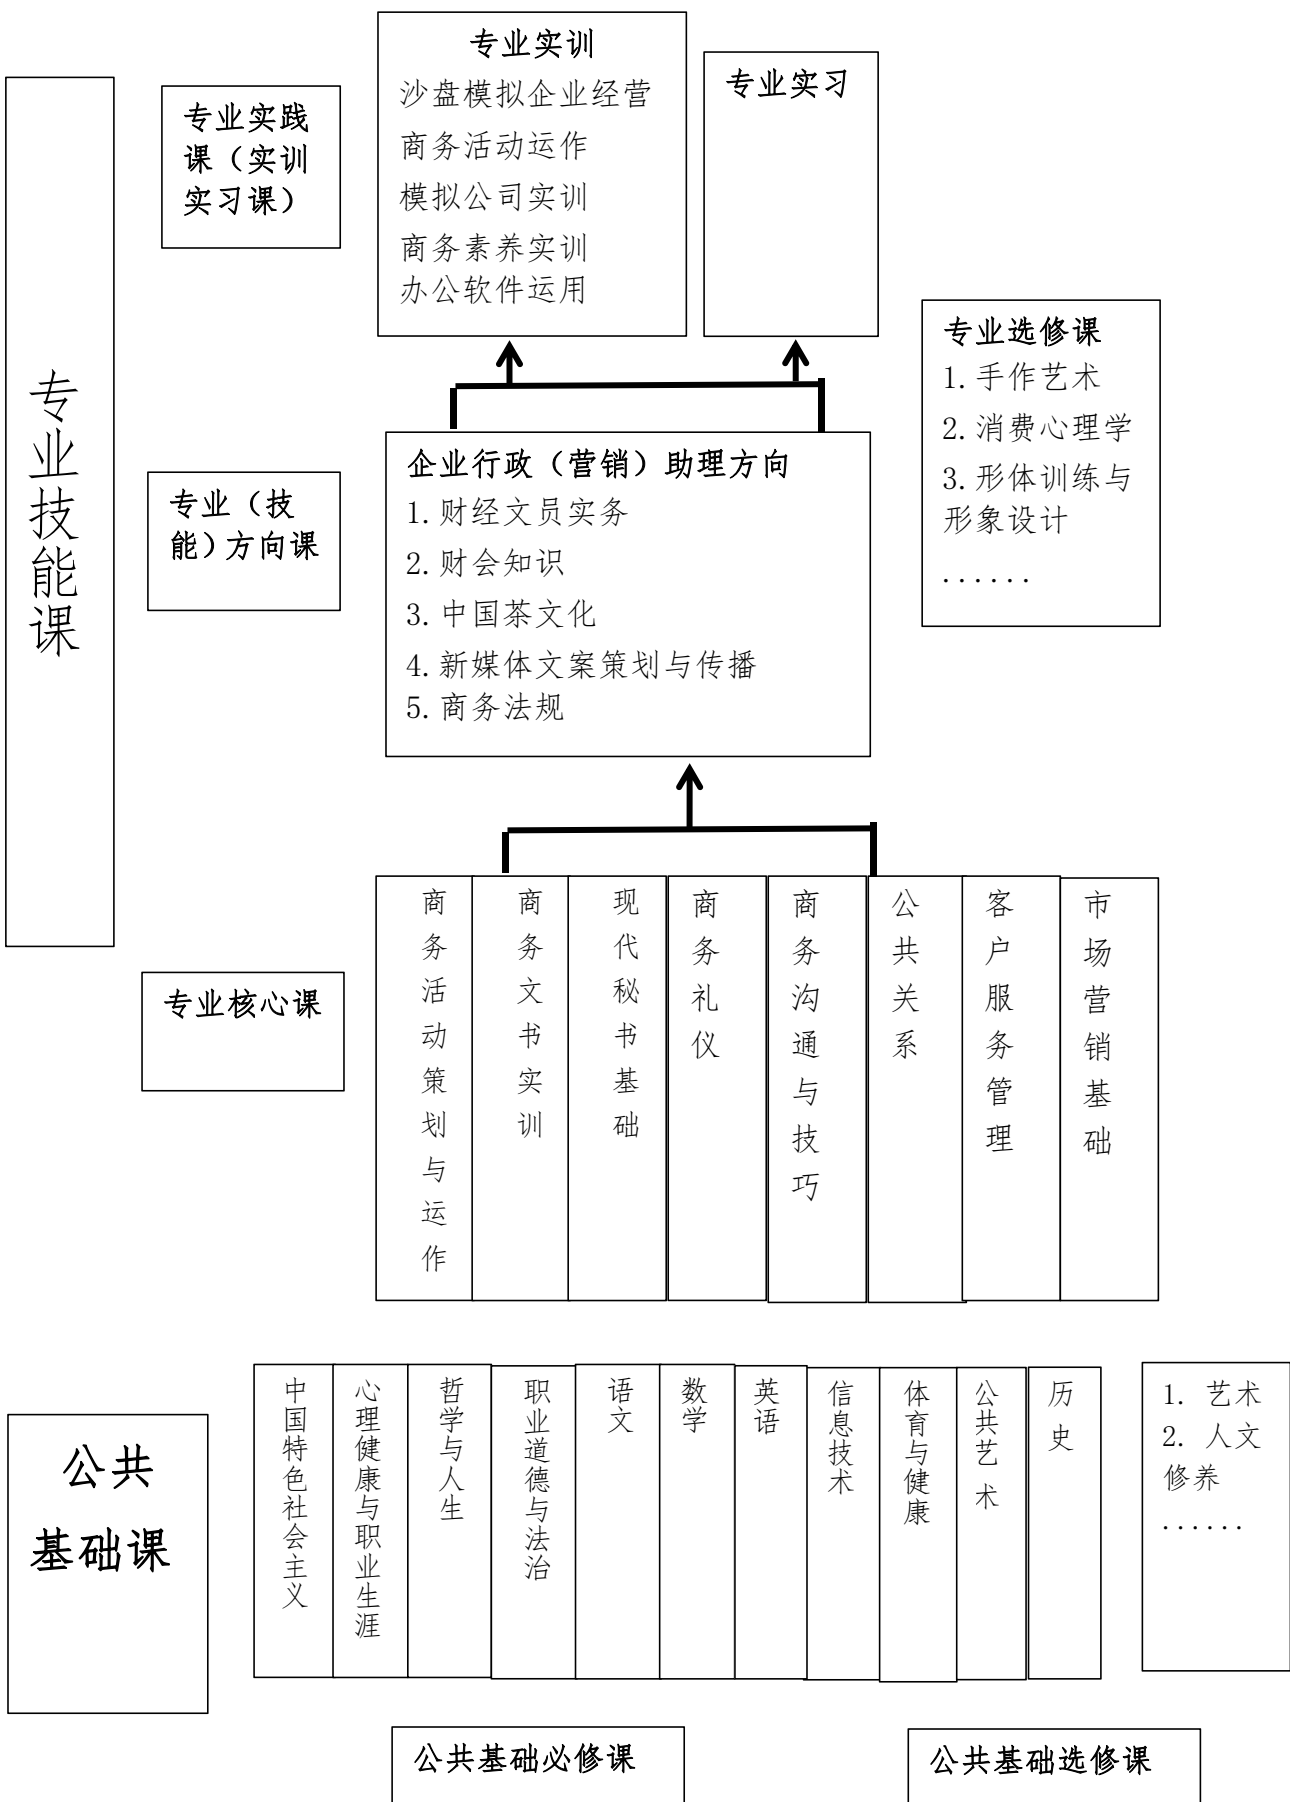 专业技能课
专业实践
课（实训
实习课）
专业实训
沙盘模拟企业经营
商务活动运作
模拟公司实训
商务素养实训
办公软件运用
专业实习
专业选修课
1.手作艺术
2.消费心理学
3.形体训练与
形象设计
......
专业（技
能）方向课
企业行政（营销）助理方向
1.财经文员实务
2.财会知识
3.中国茶文化
4.新媒体文案策划与传播
5.商务法规
专业核心课
商务活动策划与运作
商务文书实训
现代秘书基础
商务礼仪
商务沟通与技巧
公共关系
客户服务管理
市场营销基础
公共
基础课
中国特色社会主义
心理健康与职业生涯
哲学与人生
职业道德与法治
语文
数学
英语
信息技术
体育与健康
公共艺 术
历史
1. 艺术
2. 人文
修养
......
公共基础必修课
公共基础选修课